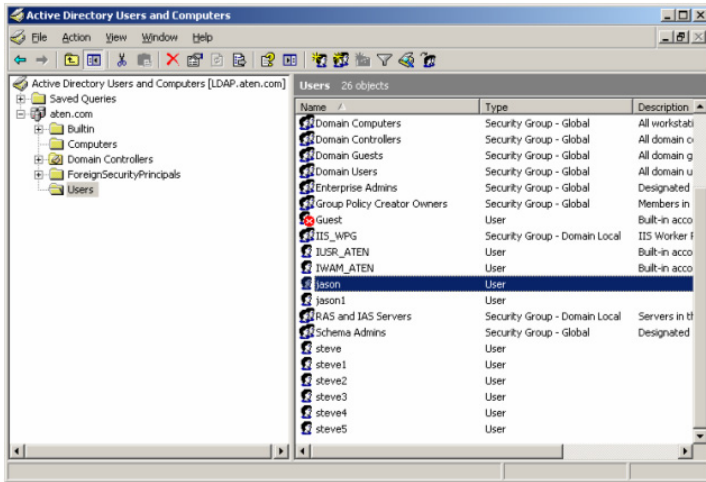 Active Directory Users and Computers
File Action View Window Help
Active Directory Users and Computers [LDAP.aten.com]
Saved Queries
aten.com
Builtin
Computers
Domain Controllers
ForeignSecurityPrincipals
Users
Users 26 objects
Name Type Description
Domain Computers Security Group - Global All workstati
Domain Controllers Security Group - Global All domain c
Domain Guests Security Group - Global All domain g
Domain Users Security Group - Global All domain u
Enterprise Admins Security Group - Global Designated
Group Policy Creator Owners Security Group - Global Members in
Guest User Built-in acco
IIS_WPG Security Group - Domain Local IIS Worker P
IUSR_ATEN User Built-in acco
IWAM_ATEN User Built-in acco
jason User
jason1 User
RAS and IAS Servers Security Group - Domain Local Servers in th
Schema Admins Security Group - Global Designated
steve User
steve1 User
steve2 User
steve3 User
steve4 User
steve5 User